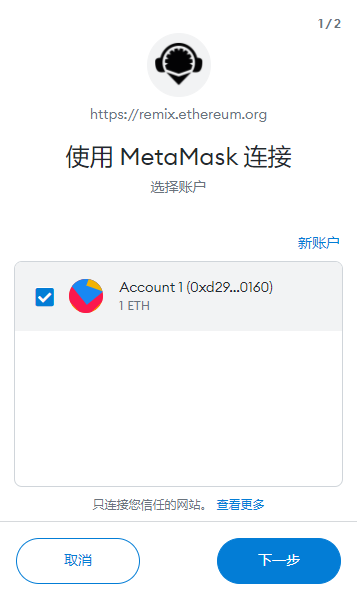 1 / 2
https://remix.ethereum.org
使用 MetaMask 连接
选择账户
新账户
Account 1 (0xd29...0160)
1 ETH
只连接您信任的网站。 查看更多
取消
下一步